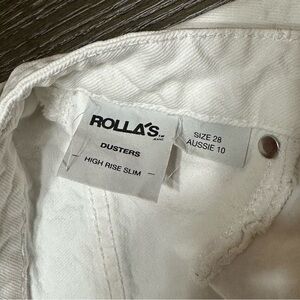 ROLLA'S
DUSTERS
HIGH RISE SLIM
SIZE 28
AUSSIE 10